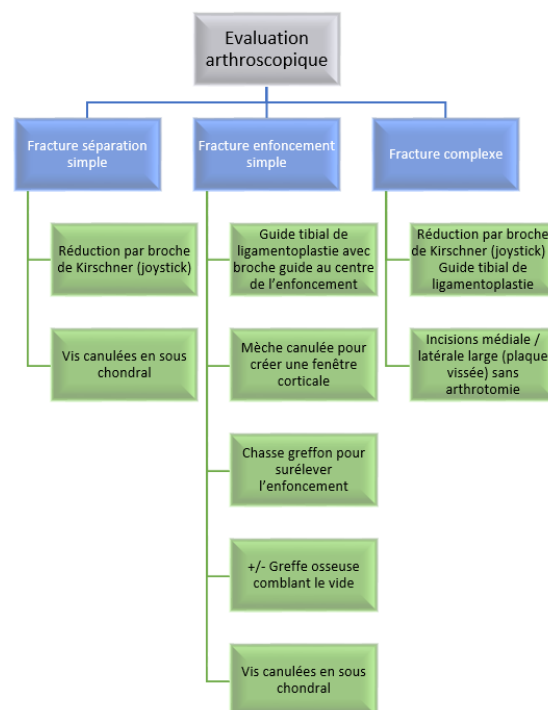 Evaluation
arthroscopique
Fracture séparation
simple
Fracture enfoncement
simple
Fracture complexe
Réduction par broche
de Kirschner (joystick)
Vis canulées en sous
chondral
Guide tibial de
ligamentoplastie avec
broche guide au centre
de l’enfoncement
Mèche canulée pour
créer une fenêtre
corticale
Chasse greffon pour
surélever
l’enfoncement
+/- Greffe osseuse
comblant le vide
Vis canulées en sous
chondral
Réduction par broche
de Kirschner (joystick)
Guide tibial de
ligamentoplastie
Incisions médiale /
latérale large (plaque
vissée) sans
arthrotomie